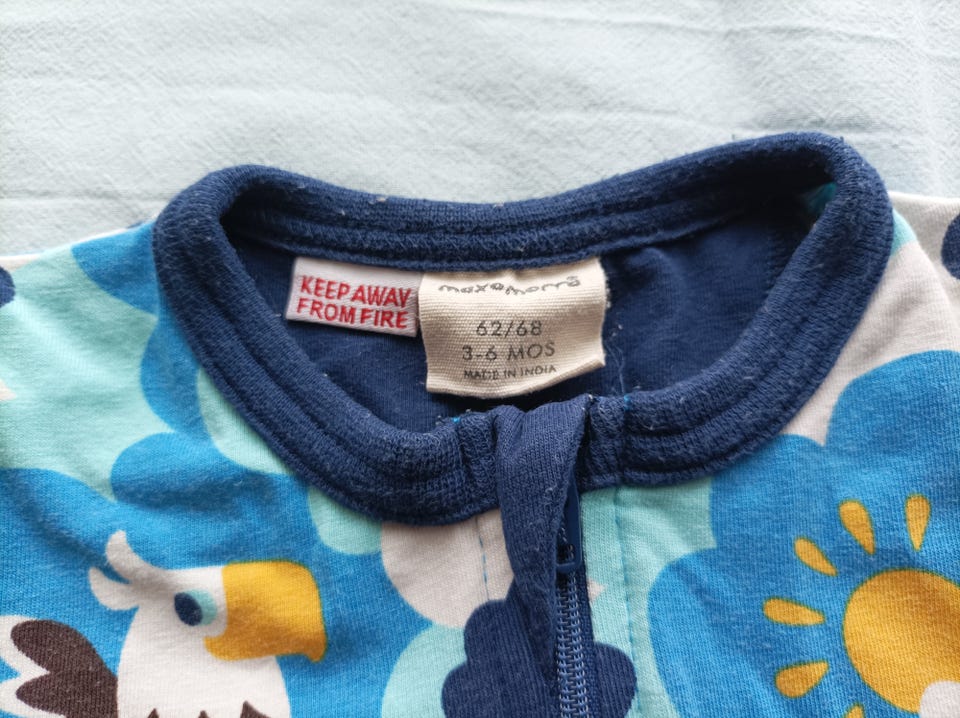 KEEP AWAY
FROM FIRE
maxomorra
62/68
3-6 MOS
MADE IN INDIA